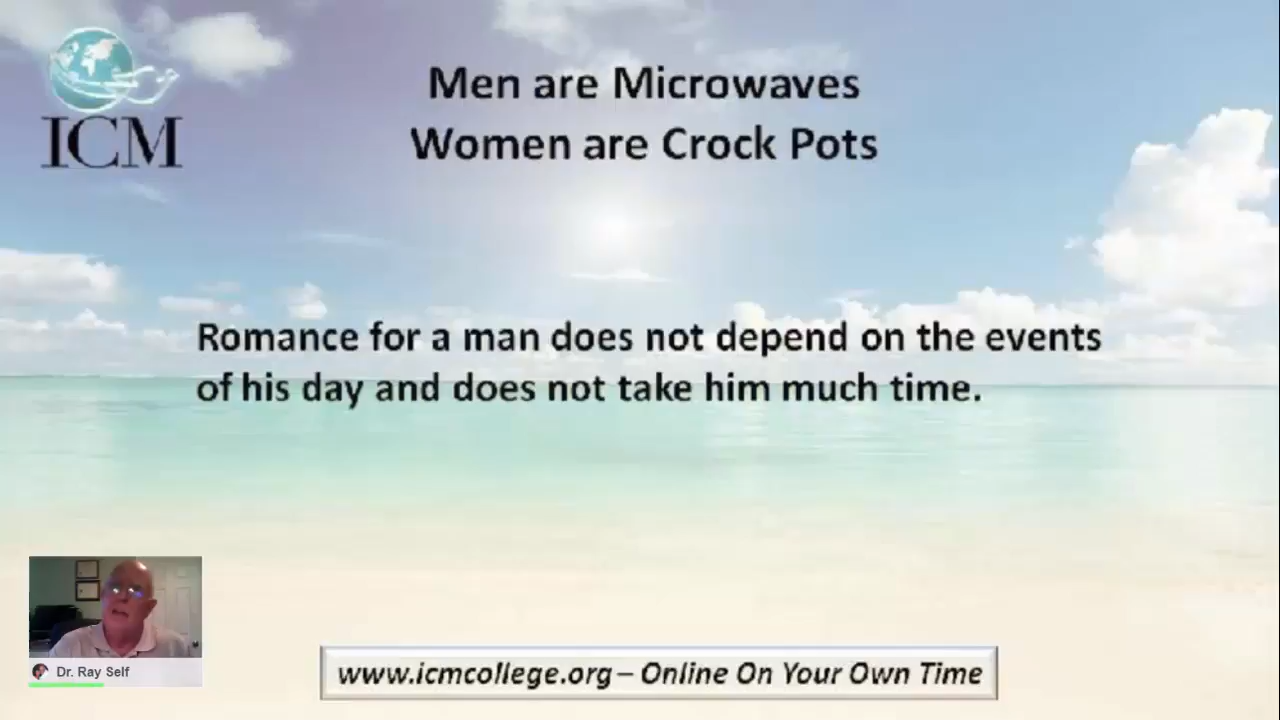 ICM
Men are Microwaves
Women are Crock Pots
Romance for a man does not depend on the events
of his day and does not take him much time.
Dr. Ray Self
www.icmcollege.org – Online On Your Own Time